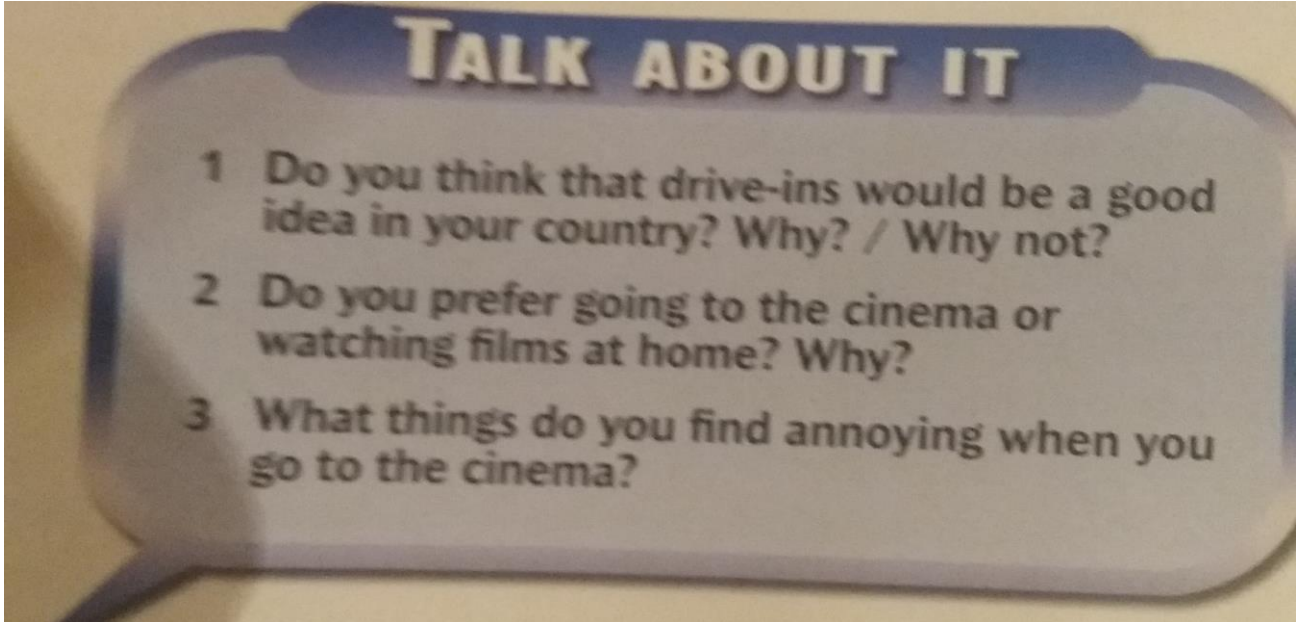 TALK ABOUT IT
1 Do you think that drive-ins would be a good
idea in your country? Why? / Why not?
2 Do you prefer going to the cinema or
watching films at home? Why?
3 What things do you find annoying when you
go to the cinema?